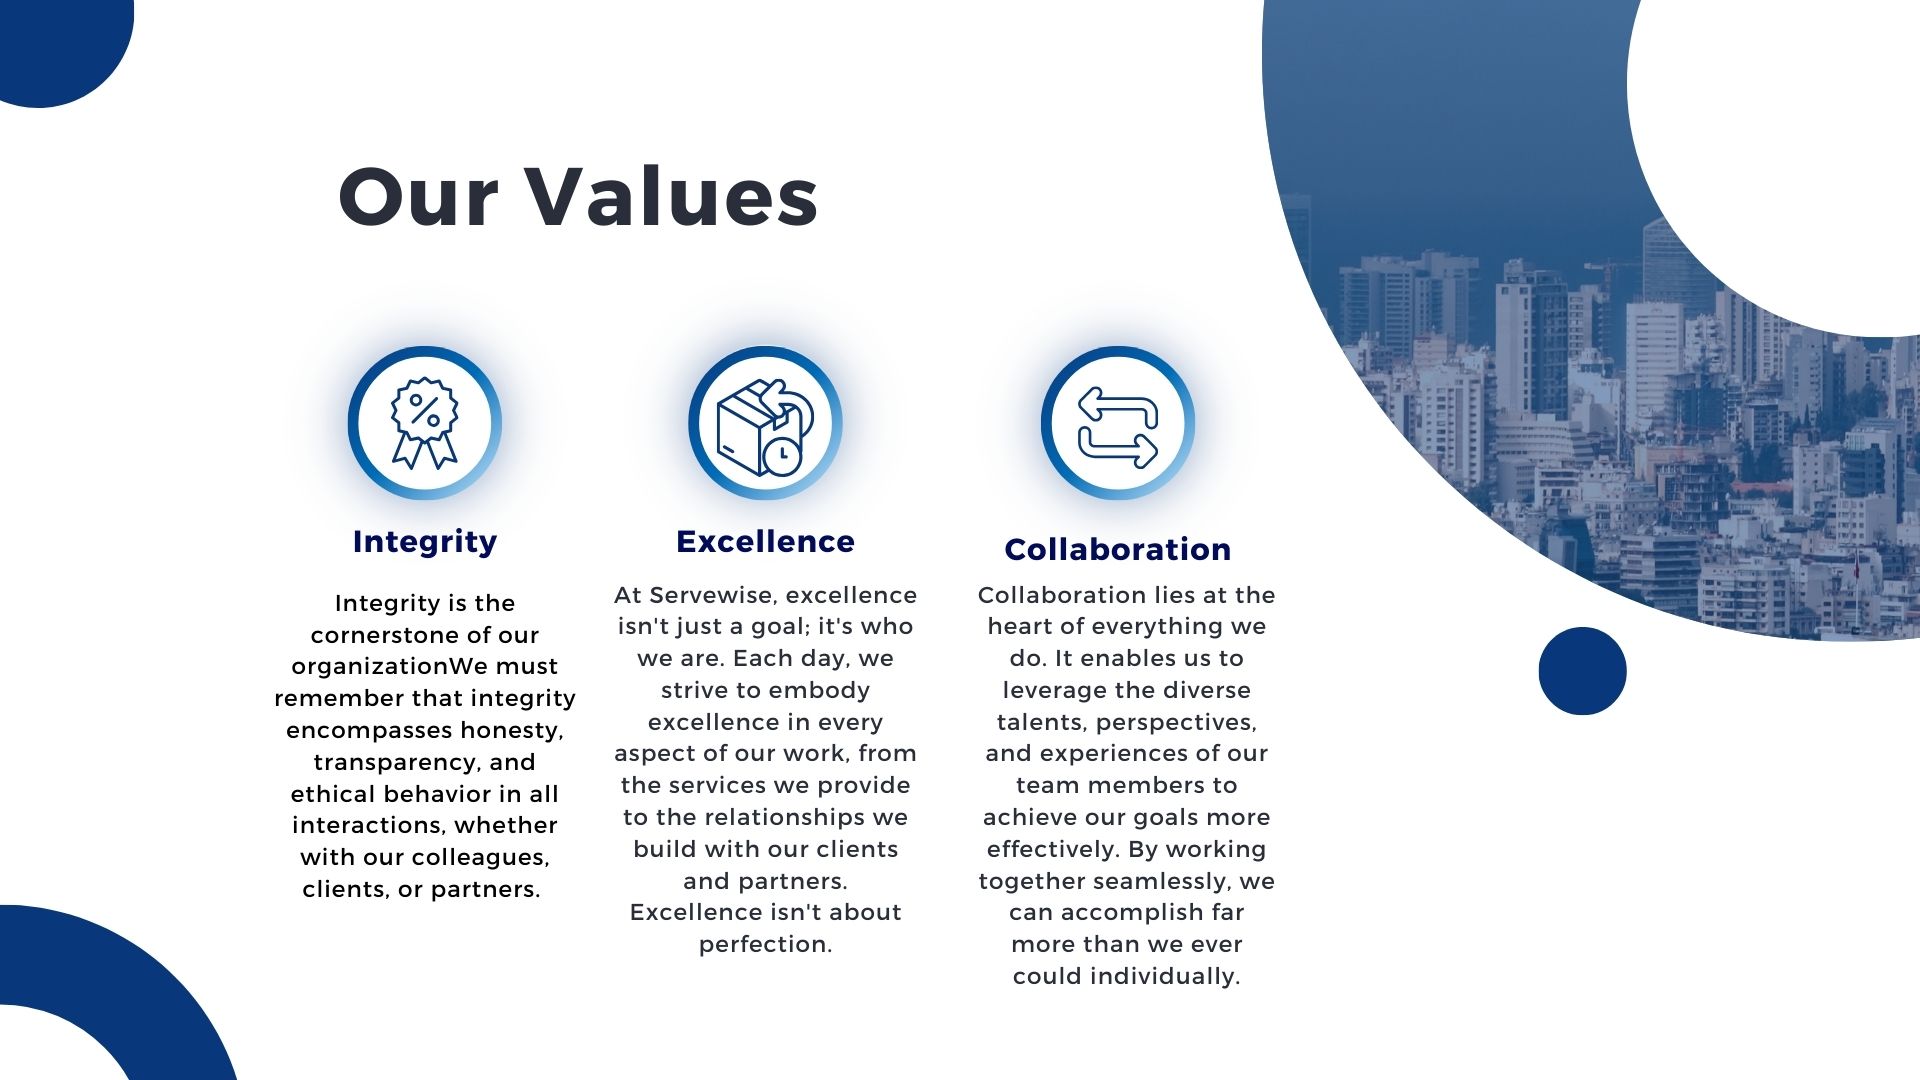 Our Values
Integrity
Integrity is the
cornerstone of our
organizationWe must
remember that integrity
encompasses honesty,
transparency, and
ethical behavior in all
interactions, whether
with our colleagues,
clients, or partners.
Excellence
At Servewise, excellence
isn't just a goal; it's who
we are. Each day, we
strive to embody
excellence in every
aspect of our work, from
the services we provide
to the relationships we
build with our clients
and partners.
Excellence isn't about
perfection.
Collaboration
Collaboration lies at the
heart of everything we
do. It enables us to
leverage the diverse
talents, perspectives,
and experiences of our
team members to
achieve our goals more
effectively. By working
together seamlessly, we
can accomplish far
more than we ever
could individually.